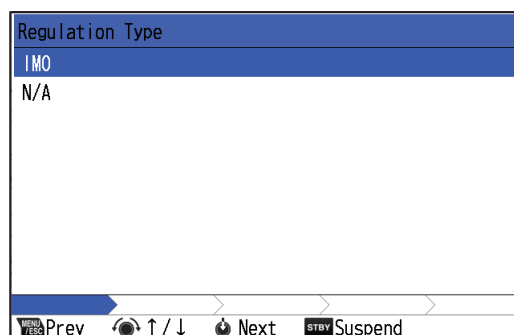 Regulation Type
IMO
N/A
MENU /ESC Prev ↑/↓ Next STBY Suspend